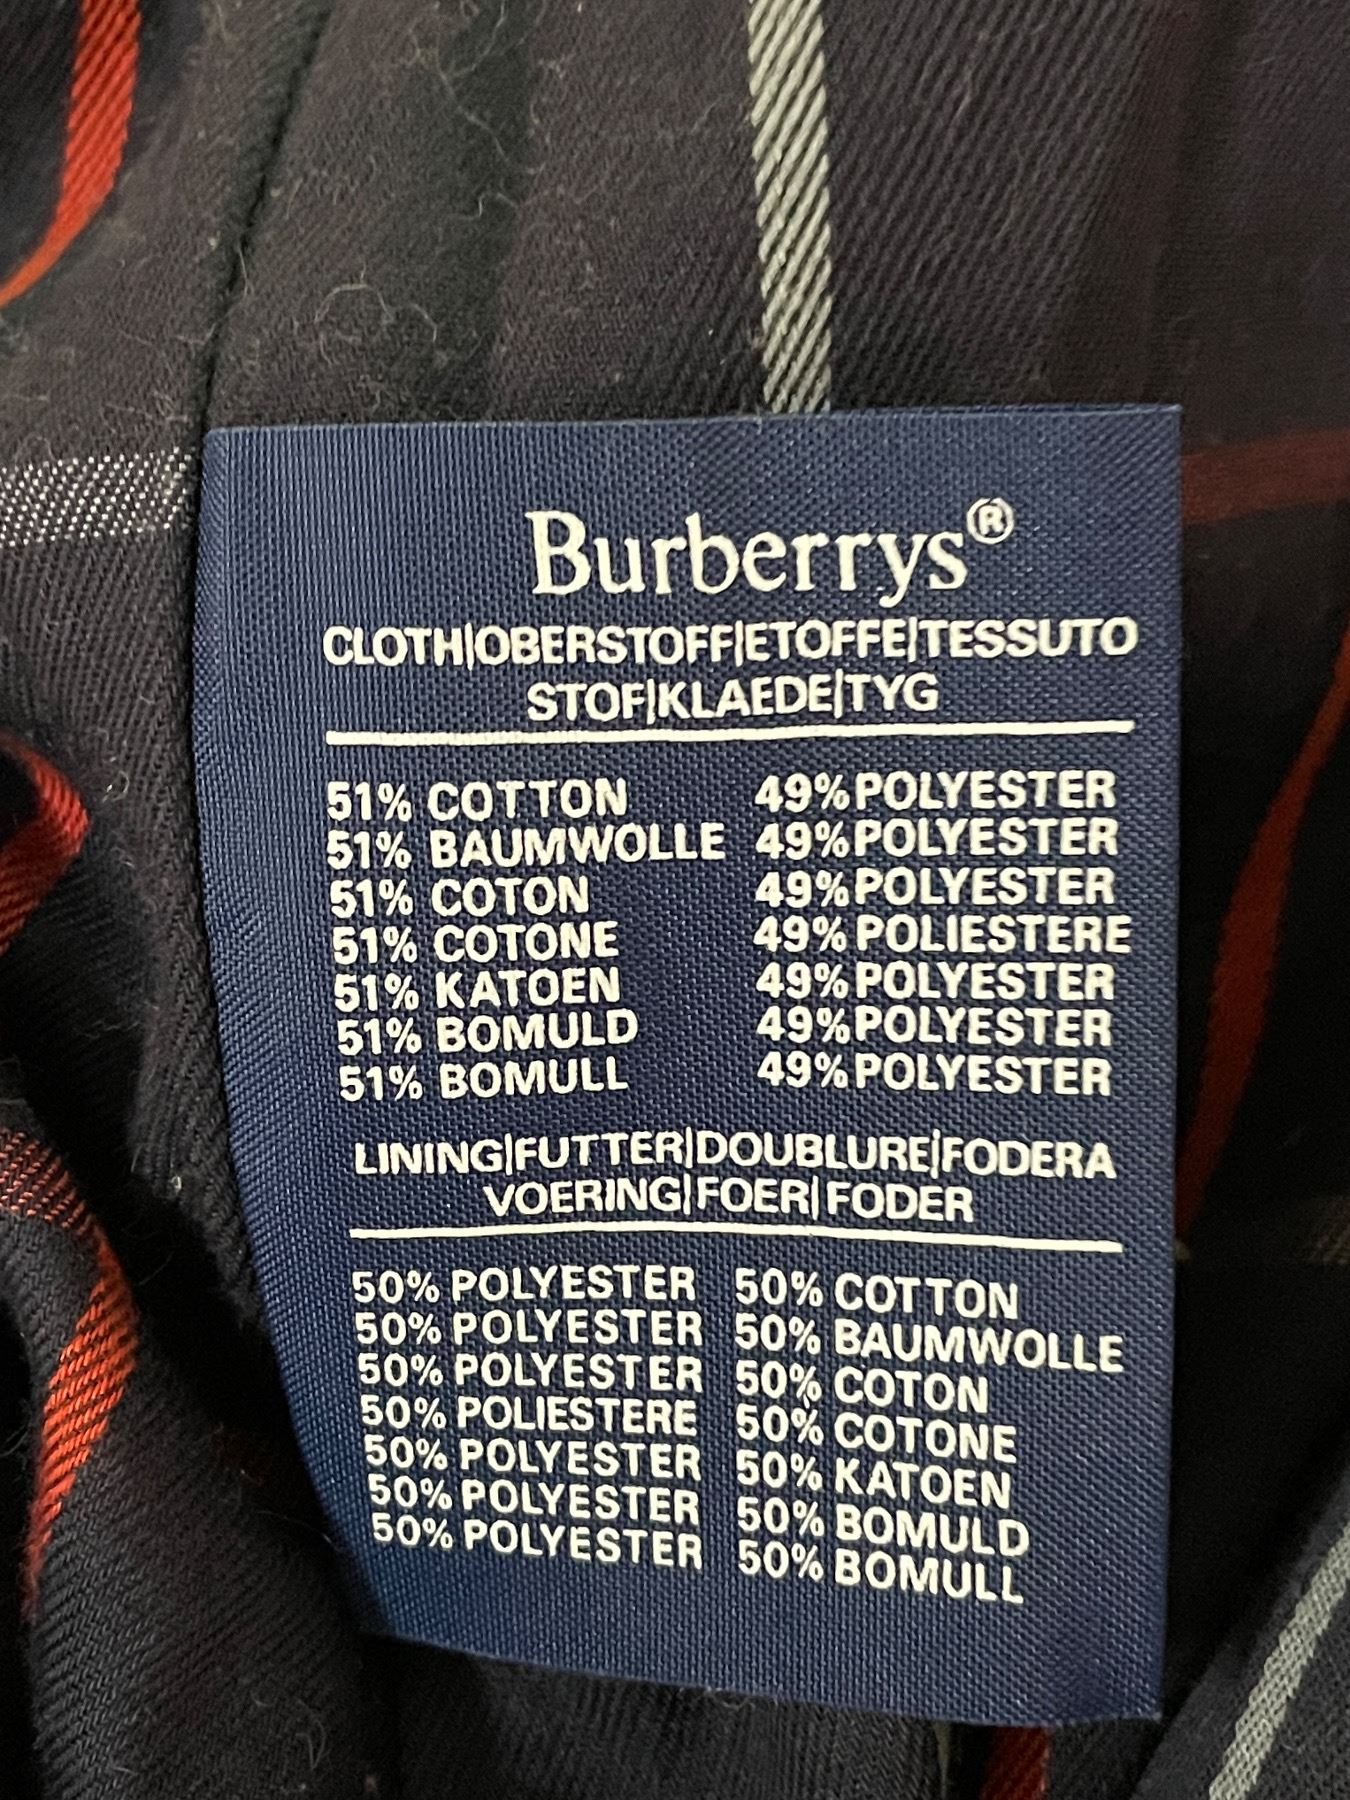 Burberrys®
CLOTH|OBERSTOFF|ETOFFE|TESSUTO
STOF|KLAEDE|TYG
51% COTTON 49% POLYESTER
51% BAUMWOLLE 49% POLYESTER
51% COTON 49% POLYESTER
51% COTONE 49% POLIESTERE
51% KATOEN 49% POLYESTER
51% BOMULD 49% POLYESTER
51% BOMULL 49% POLYESTER
LINING|FUTTER|DOUBLURE|FODERA
VOERING|FOER|FODER
50% POLYESTER 50% COTTON
50% POLYESTER 50% BAUMWOLLE
50% POLYESTER 50% COTON
50% POLIESTERE 50% COTONE
50% POLYESTER 50% KATOEN
50% POLYESTER 50% BOMULD
50% POLYESTER 50% BOMULL